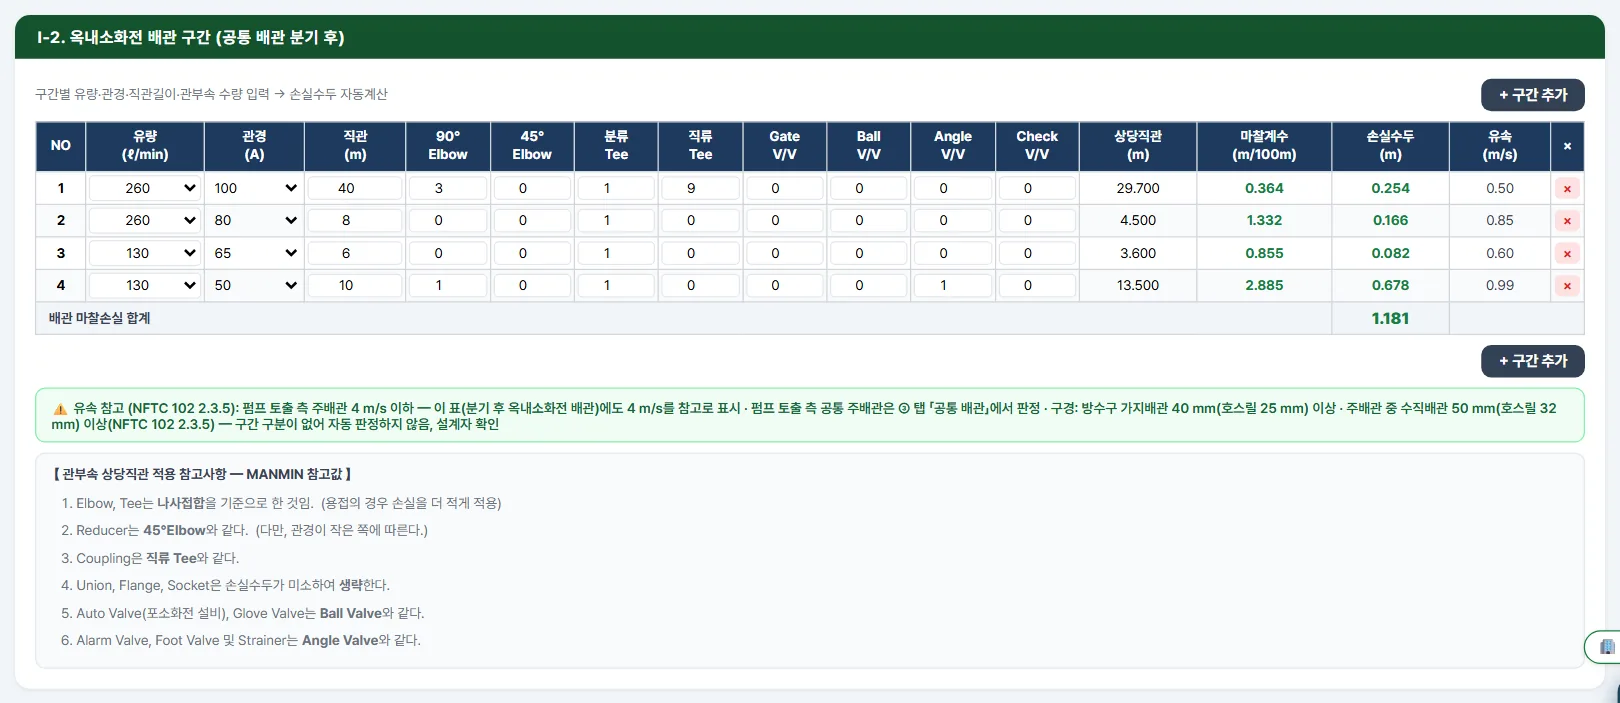 I-2. 옥내소화전 배관 구간 (공통 배관 분기 후)
구간별 유량·관경·직관길이·관부속 수량 입력 → 손실수두 자동계산
+ 구간 추가
NO 유량 (ℓ/min) 관경 (A) 직관 (m) 90° Elbow 45° Elbow 분류 Tee 직류 Tee Gate V/V Ball V/V Angle V/V Check V/V 상당직관 (m) 마찰계수 (m/100m) 손실수두 (m) 유속 (m/s) ×
1 260 100 40 3 0 1 9 0 0 0 0 29.700 0.364 0.254 0.50 ×
2 260 80 8 0 0 1 0 0 0 0 0 4.500 1.332 0.166 0.85 ×
3 130 65 6 0 0 1 0 0 0 0 0 3.600 0.855 0.082 0.60 ×
4 130 50 10 1 0 1 0 0 0 1 0 13.500 2.885 0.678 0.99 ×
배관 마찰손실 합계 1.181
+ 구간 추가
⚠ 유속 참고 (NFTC 102 2.3.5): 펌프 토출 측 주배관 4 m/s 이하 — 이 표(분기 후 옥내소화전 배관)에도 4 m/s를 참고로 표시 · 펌프 토출 측 공통 주배관은 ③ 탭 「공통 배관」에서 판정 · 구경: 방수구 가지배관 40 mm(호스릴 25 mm) 이상 · 주배관 중 수직배관 50 mm(호스릴 32
mm) 이상(NFTC 102 2.3.5) — 구간 구분이 없어 자동 판정하지 않음, 설계자 확인
【 관부속 상당직관 적용 참고사항 — MANMIN 참고값 】
1. Elbow, Tee는 나사접합을 기준으로 한 것임. (용접의 경우 손실을 더 적게 적용)
2. Reducer는 45°Elbow와 같다. (다만, 관경이 작은 쪽에 따른다.)
3. Coupling은 직류 Tee와 같다.
4. Union, Flange, Socket은 손실수두가 미소하여 생략한다.
5. Auto Valve(포소화전 설비), Glove Valve는 Ball Valve와 같다.
6. Alarm Valve, Foot Valve 및 Strainer는 Angle Valve와 같다.